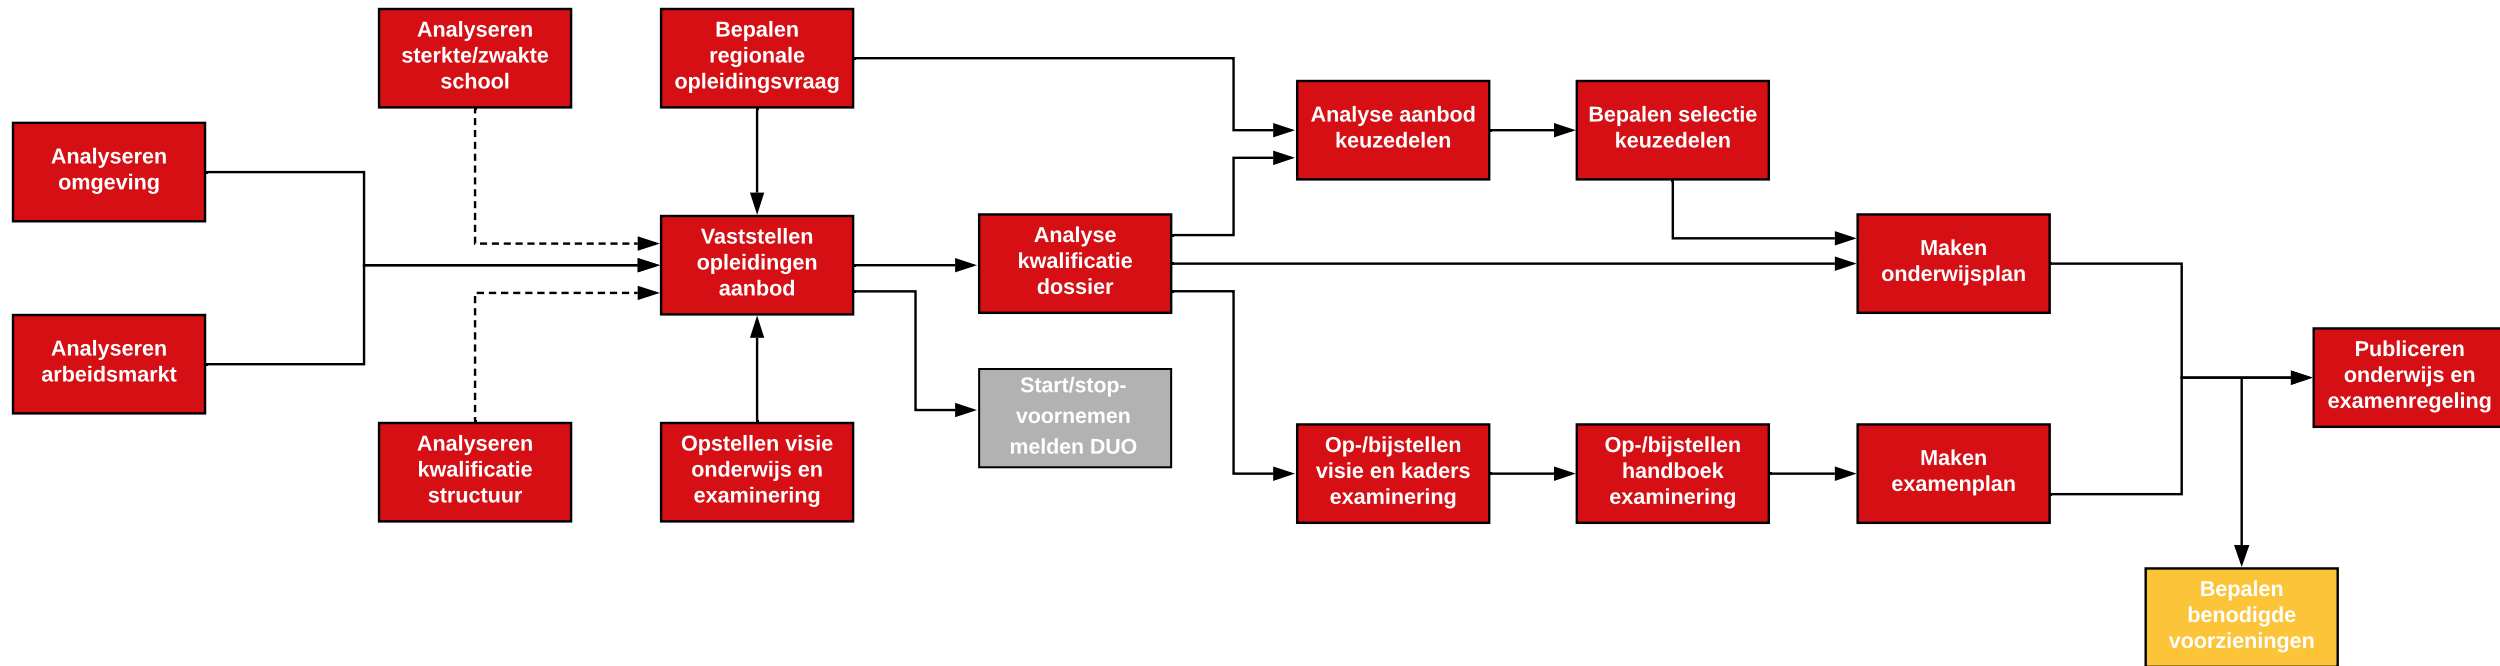 Analyseren
sterkte/zwakte
school
Bepalen
regionale
opleidingsvraag
Analyse aanbod
keuzedelen
Bepalen selectie
keuzedelen
Analyseren
omgeving
Vaststellen
opleidingen
aanbod
Analyse
kwalificatie
dossier
Maken
onderwijsplan
Analyseren
arbeidsmarkt
Start/stop-
voornemen
melden DUO
Publiceren
onderwijs en
examenregeling
Analyseren
kwalificatie
structuur
Opstellen visie
onderwijs en
examinering
Op-/bijstellen
visie en kaders
examinering
Op-/bijstellen
handboek
examinering
Maken
examenplan
Bepalen
benodigde
voorzieningen